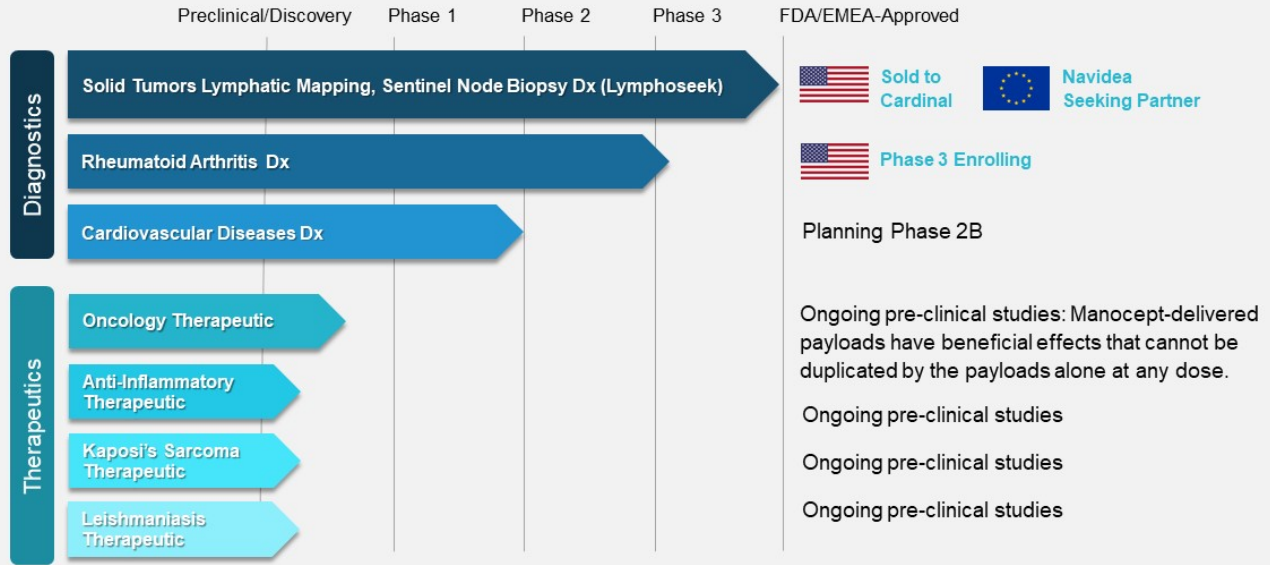 Preclinical/Discovery Phase 1 Phase 2 Phase 3 FDA/EMEA-Approved
Diagnostics
Solid Tumors Lymphatic Mapping, Sentinel Node Biopsy Dx (Lymphoseek)
Sold to
Cardinal
Navidea
Seeking Partner
Rheumatoid Arthritis Dx
Phase 3 Enrolling
Cardiovascular Diseases Dx
Planning Phase 2B
Therapeutics
Oncology Therapeutic
Ongoing pre-clinical studies: Manocept-delivered
payloads have beneficial effects that cannot be
duplicated by the payloads alone at any dose.
Anti-Inflammatory
Therapeutic
Ongoing pre-clinical studies
Kaposi's Sarcoma
Therapeutic
Ongoing pre-clinical studies
Leishmaniasis
Therapeutic
Ongoing pre-clinical studies